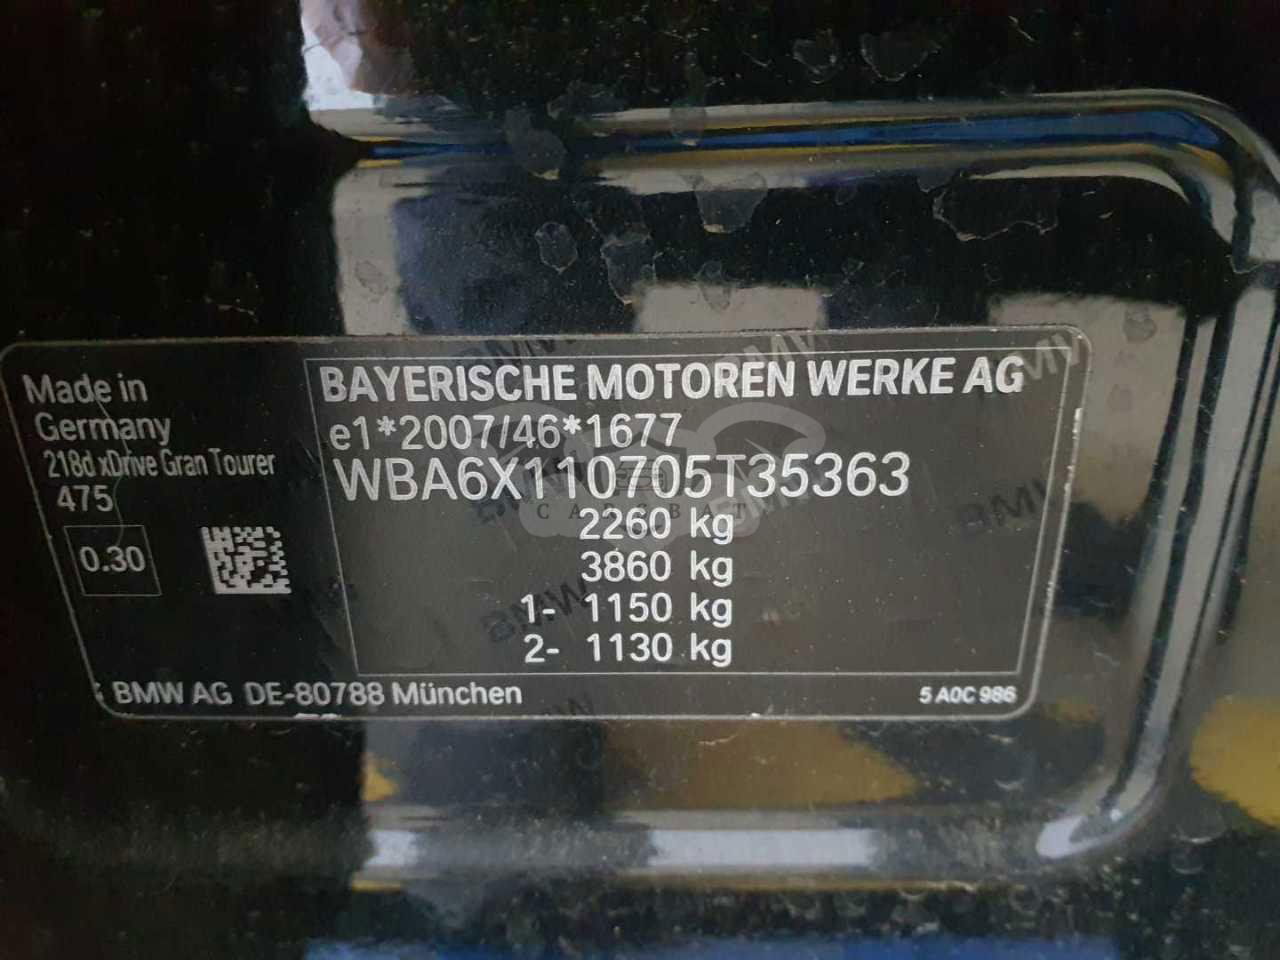 Made in
Germany
218d xDrive Gran Tourer
475
0.30
BAYERISCHE MOTOREN WERKE AG
e1*2007/46*1677
WBA6X110705T35363
2260 kg
3860 kg
1- 1150 kg
2- 1130 kg
BMW AG DE-80788 München
5 A0C 986